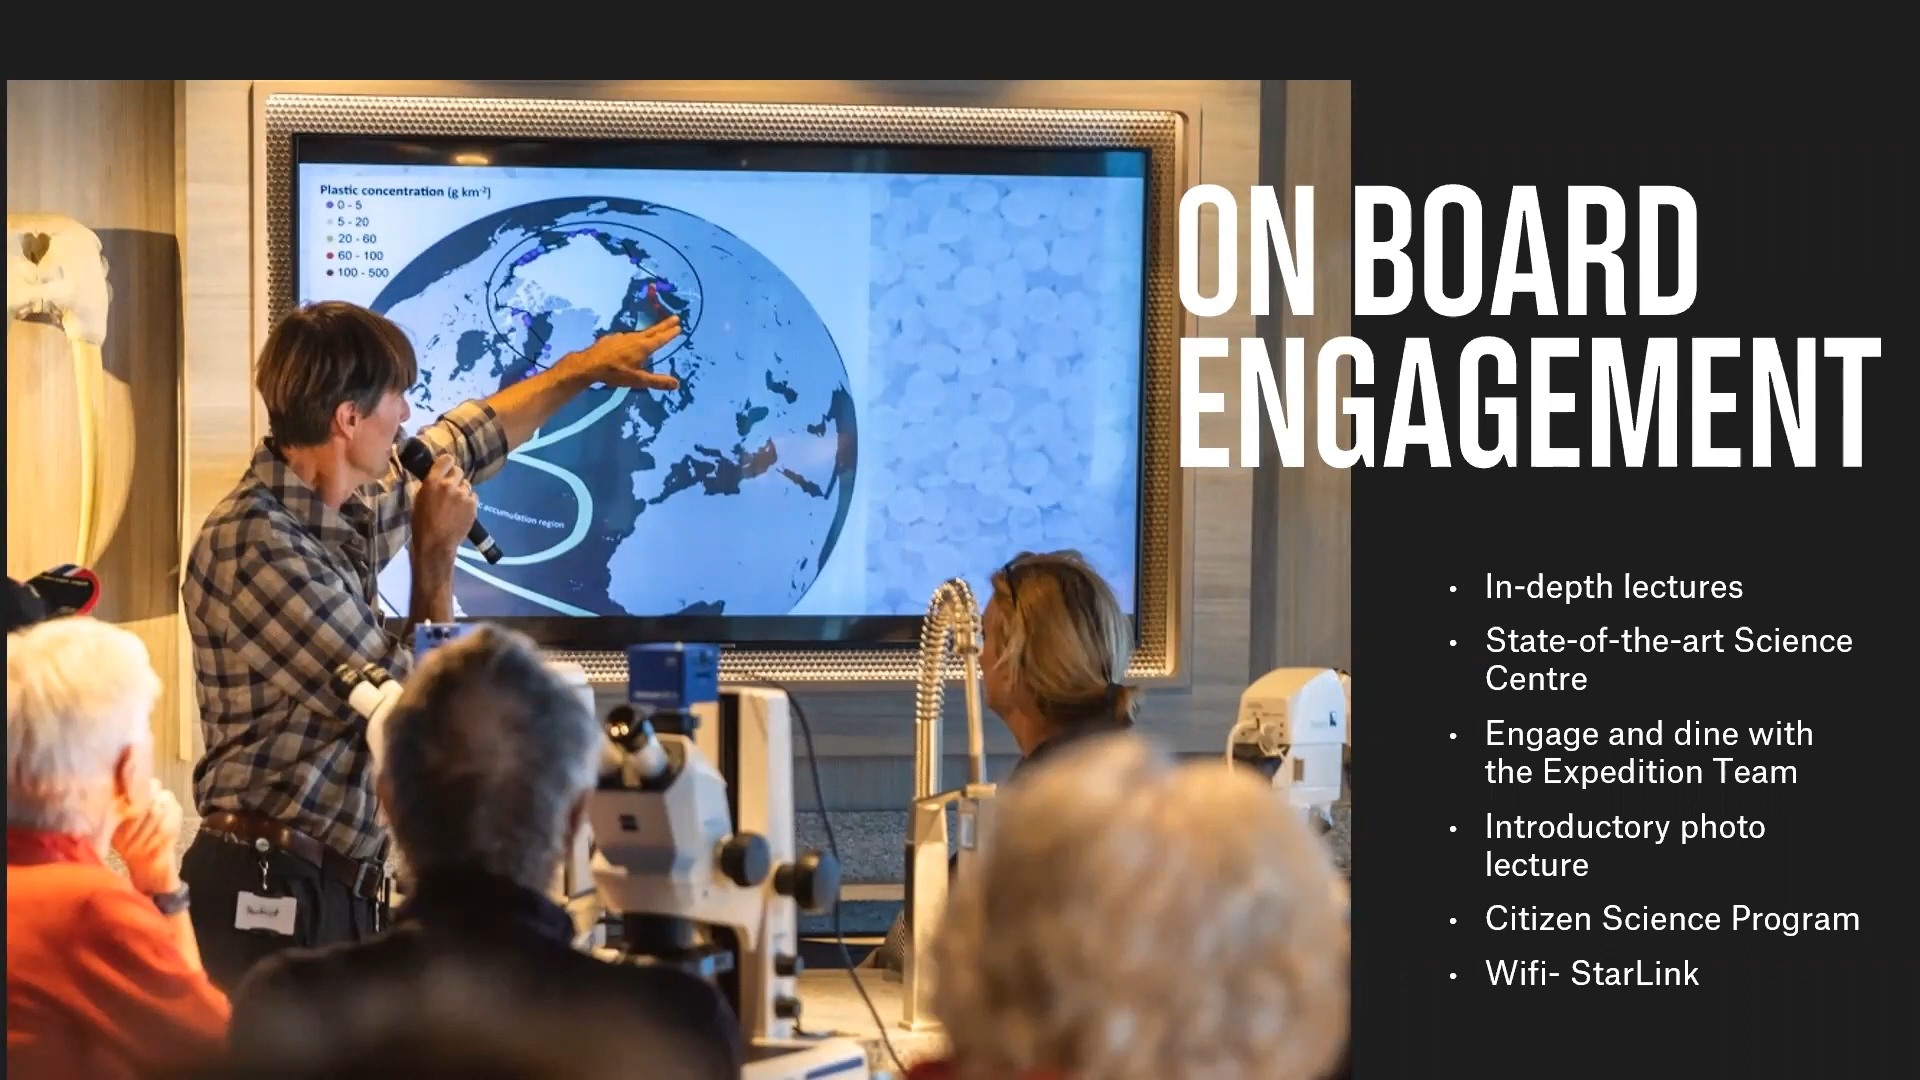 Plastic concentration (g km-2)
0 - 5
5 - 20
20 - 60
60 - 100
100 - 500
accumulation region
ON BOARD
ENGAGEMENT
• In-depth lectures
• State-of-the-art Science
Centre
• Engage and dine with
the Expedition Team
• Introductory photo
lecture
• Citizen Science Program
• Wifi- StarLink